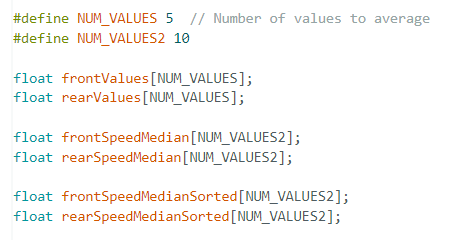 #define NUM_VALUES 5  // Number of values to average
#define NUM_VALUES2 10
float frontValues[NUM_VALUES];
float rearValues[NUM_VALUES];
float frontSpeedMedian[NUM_VALUES2];
float rearSpeedMedian[NUM_VALUES2];
float frontSpeedMedianSorted[NUM_VALUES2];
float rearSpeedMedianSorted[NUM_VALUES2];